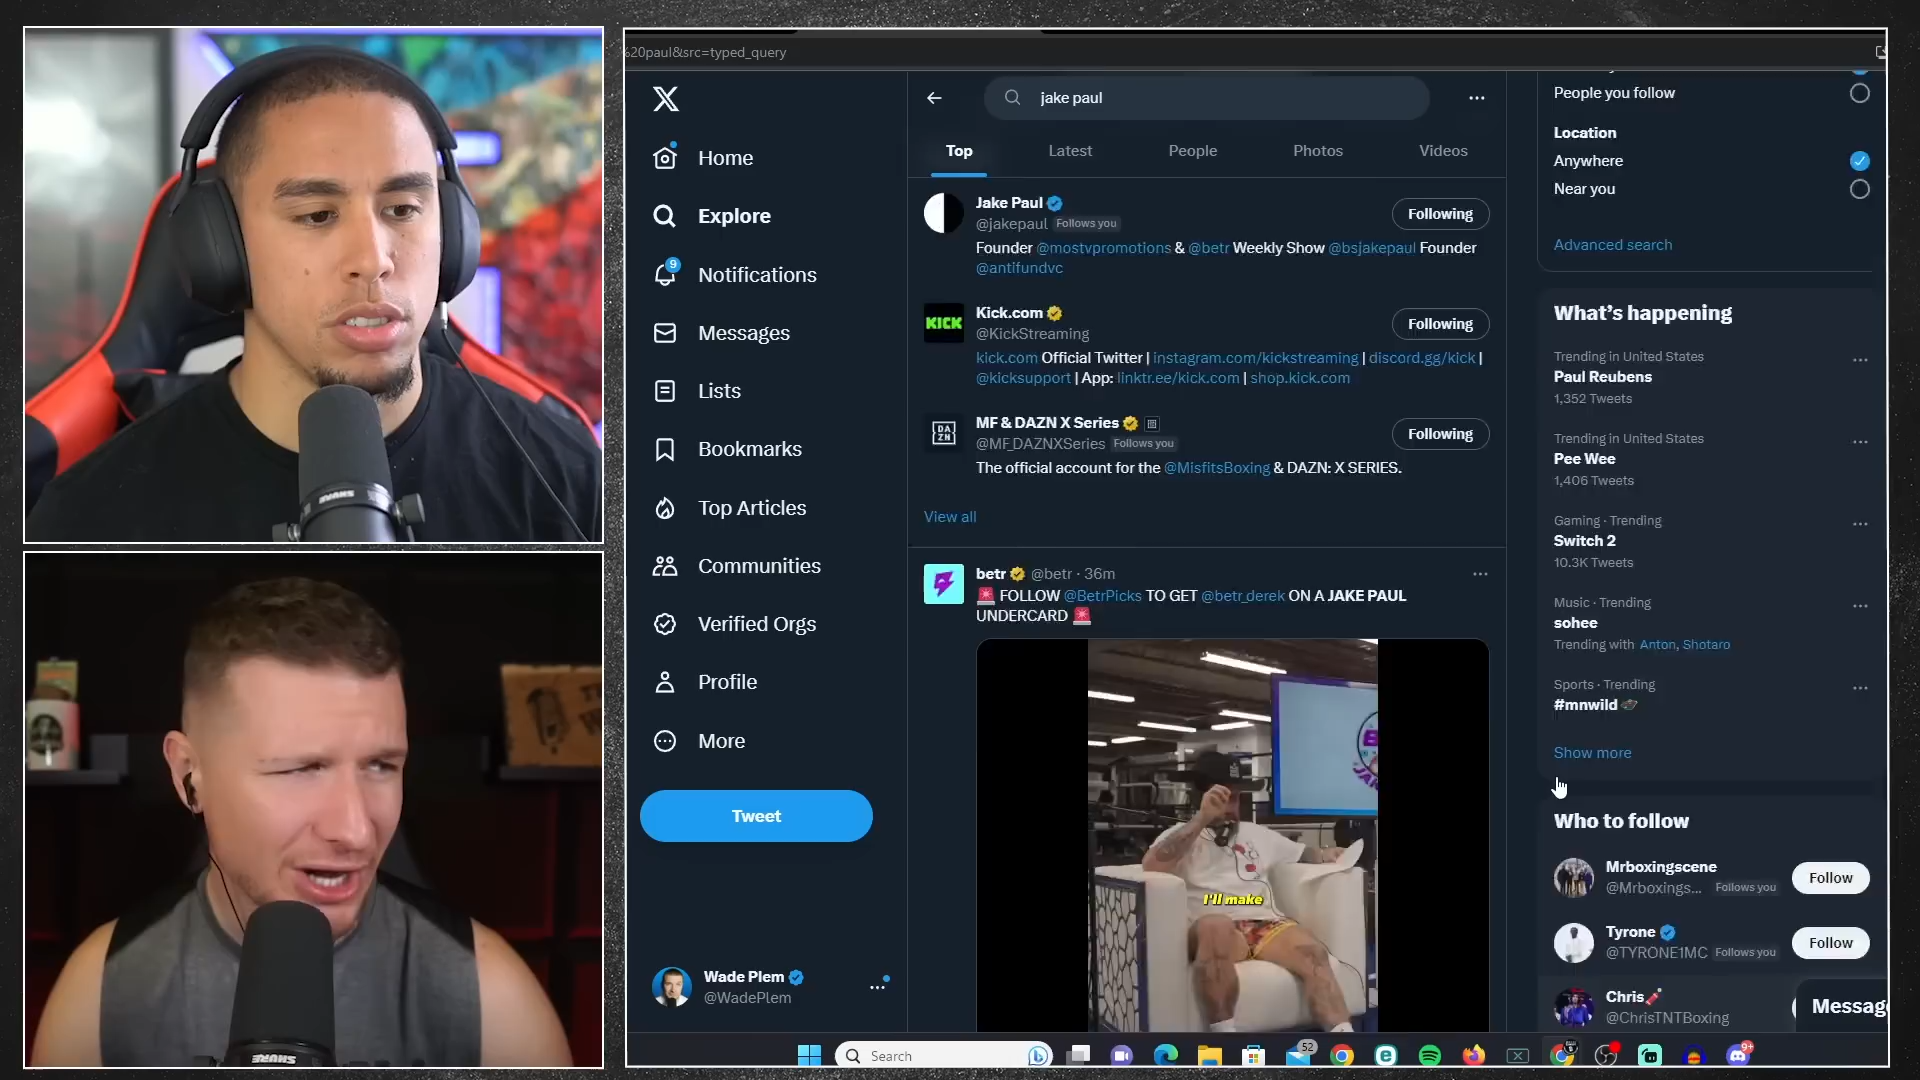 %20paul&src=typed_query
X
Home
Explore
9
Notifications
Messages
Lists
Bookmarks
Top Articles
Communities
Verified Orgs
Profile
More
Tweet
Wade Plem
@WadePlem
jake paul
Top
Latest
People
Photos
Videos
Jake Paul
@jakepaul Follows you
Following
Founder @mostvpromotions & @betr Weekly Show @bsjakepaul Founder
@antifundvc
KICK
Kick.com
@KickStreaming
Following
kick.com Official Twitter | instagram.com/kickstreaming | discord.gg/kick |
@kicksupport | App: linktr.ee/kick.com | shop.kick.com
DA
ZN
MF & DAZN X Series
@MF_DAZNXSeries Follows you
Following
The official account for the @MisfitsBoxing & DAZN: X SERIES.
View all
betr @betr · 36m
🚨 FOLLOW @BetrPicks TO GET @betr_derek ON A JAKE PAUL
UNDERCARD 🚨
I'll make
People you follow
Location
Anywhere
Near you
Advanced search
What's happening
Trending in United States
Paul Reubens
1,352 Tweets
Trending in United States
Pee Wee
1,406 Tweets
Gaming · Trending
Switch 2
10.3K Tweets
Music · Trending
sohee
Trending with Anton, Shotaro
Sports · Trending
#mnwild
Show more
Who to follow
Mrboxingscene
@Mrboxings... Follows you
Follow
Tyrone
@TYRONE1MC Follows you
Follow
Chris🧨
@ChrisTNTBoxing
Messag
Search
52
9+